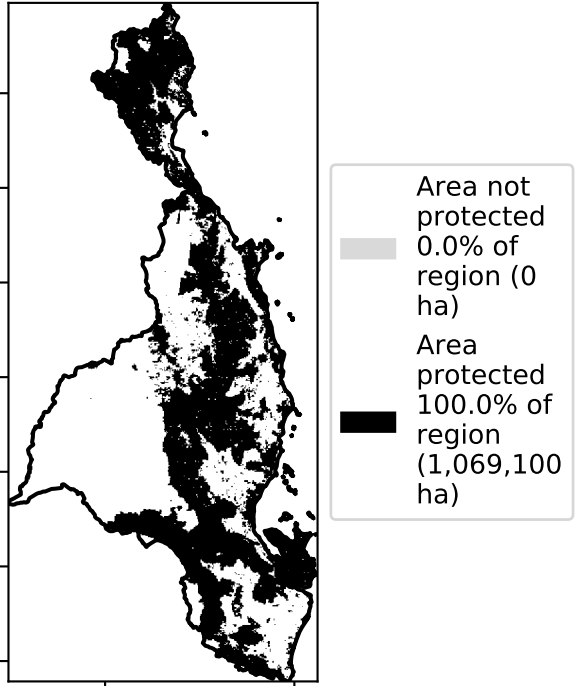 Area not
protected
0.0% of
region (0
ha)
Area
protected
100.0% of
region
(1,069,100
ha)